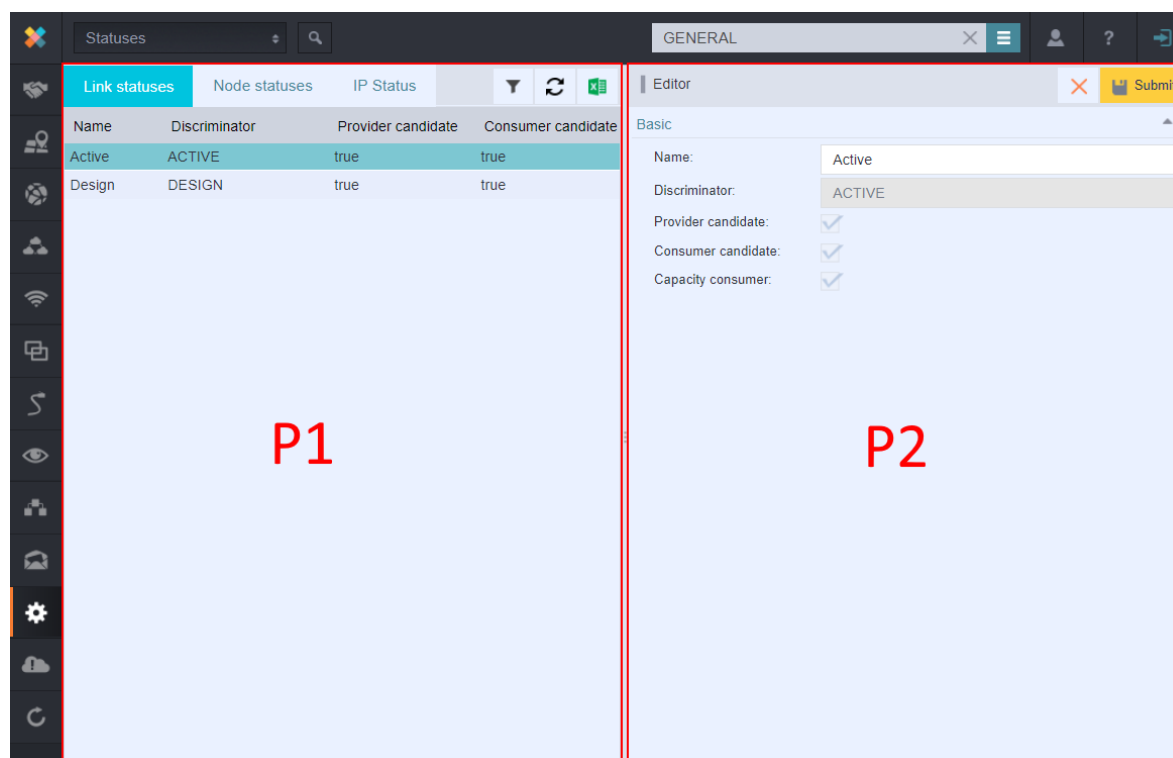 Statuses
GENERAL
?
Link statuses Node statuses IP Status
Editor
Submit
Name Discriminator Provider candidate Consumer candidate
Active ACTIVE true true
Design DESIGN true true
Basic
Name: Active
Discriminator: ACTIVE
Provider candidate:
Consumer candidate:
Capacity consumer:
P1
P2